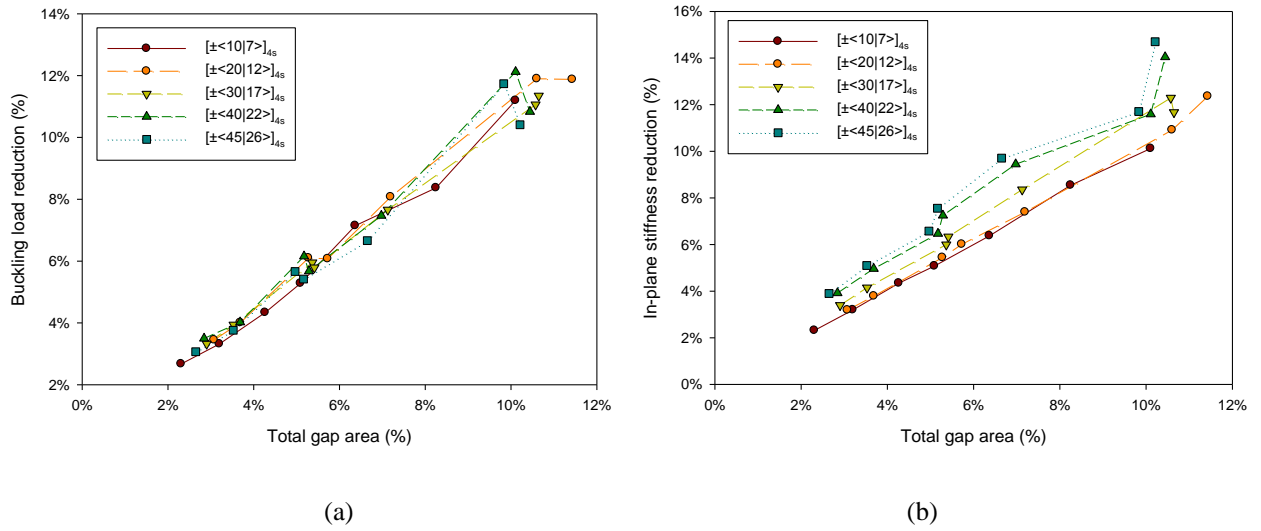 14%
12%
10%
8%
6%
4%
2%
0%
2%
4%
6%
8%
10%
12%
Buckling load reduction (%)
Total gap area (%)
[±<10|7>]4s
[±<20|12>]4s
[±<30|17>]4s
[±<40|22>]4s
[±<45|26>]4s
(a)
16%
14%
12%
10%
8%
6%
4%
2%
0%
0%
2%
4%
6%
8%
10%
12%
In-plane stiffness reduction (%)
Total gap area (%)
[±<10|7>]4s
[±<20|12>]4s
[±<30|17>]4s
[±<40|22>]4s
[±<45|26>]4s
(b)